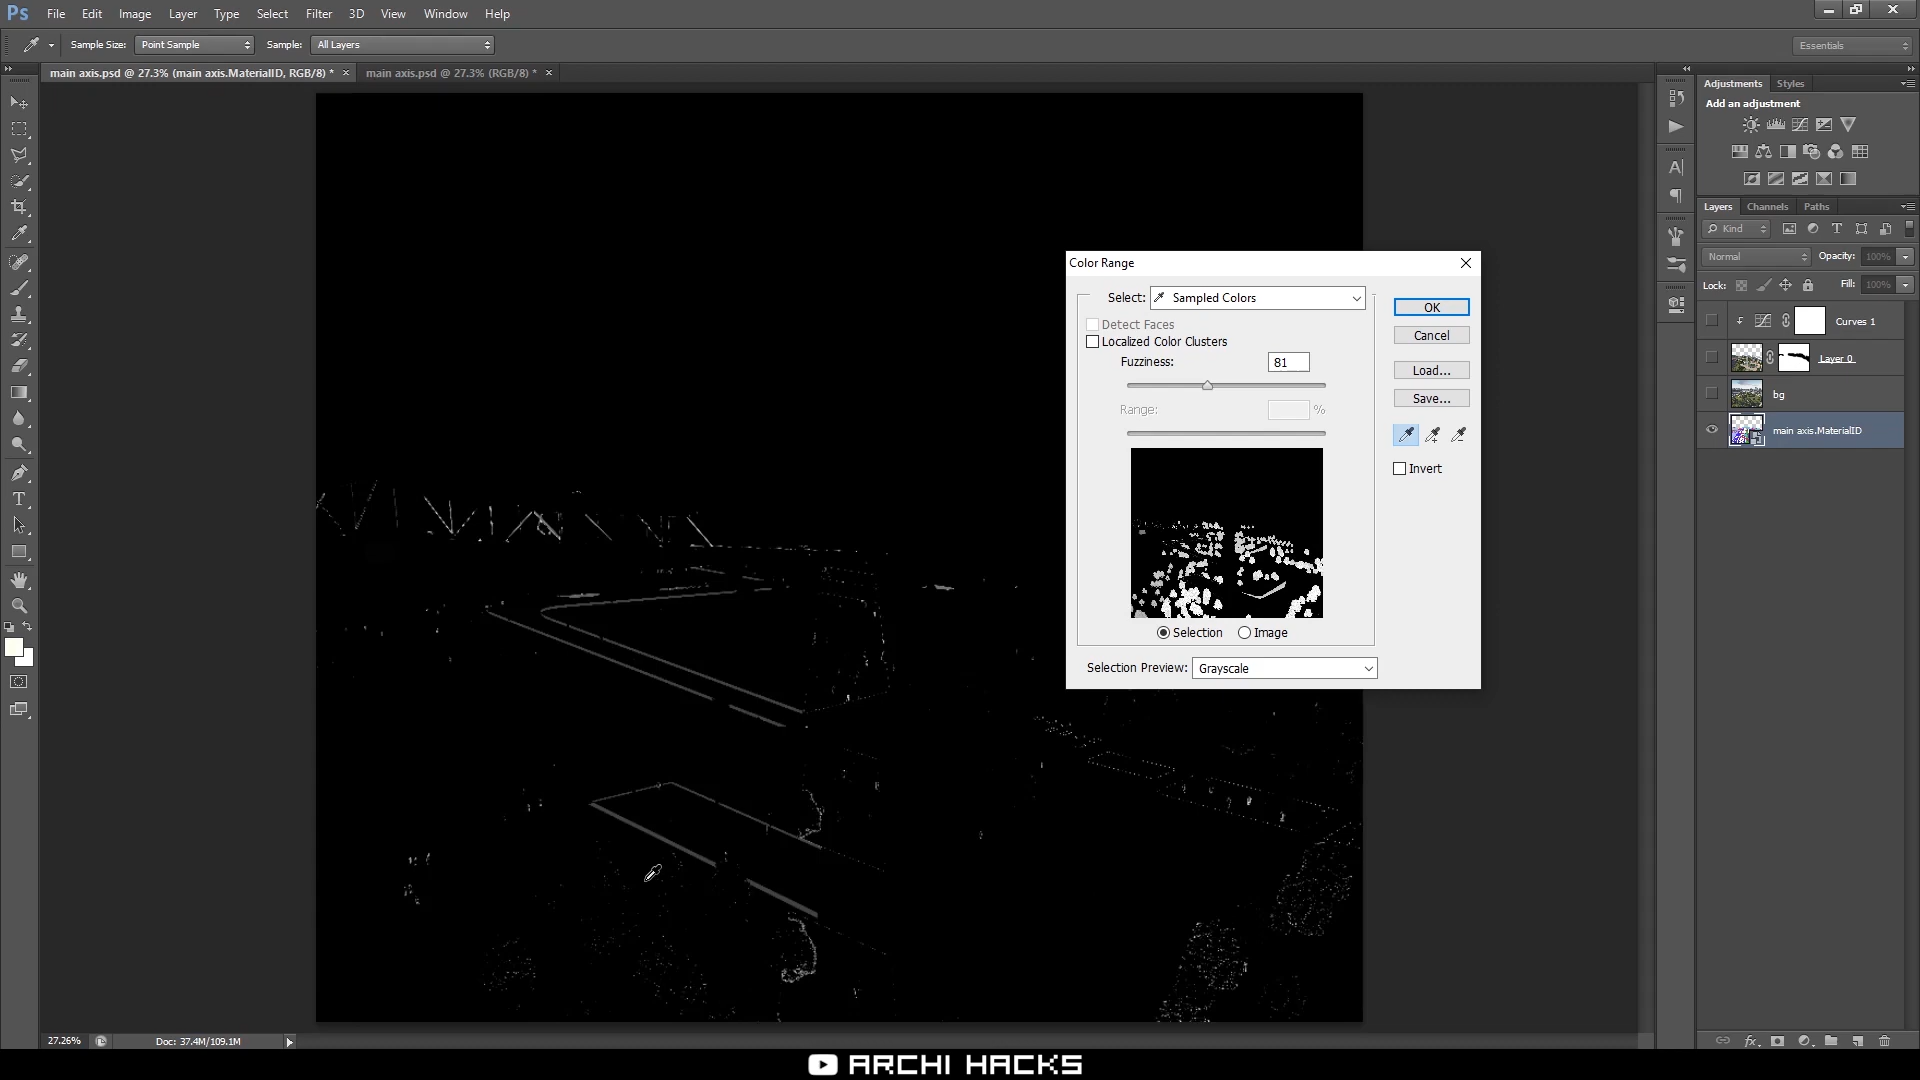 Ps File Edit Image Layer Type Select Filter 3D View Window Help
Sample Size: Point Sample Sample: All Layers Essentials
main axis.psd @ 27.3% (main axis.MaterialID, RGB/8) * × main axis.psd @ 27.3% (RGB/8) * ×
Adjustments Styles
Add an adjustment
Layers Channels Paths
Kind
Normal Opacity: 100%
Lock: Fill: 100%
Curves 1
Layer 0
bg
main axis.MaterialID
Color Range
Select: Sampled Colors
OK
Detect Faces
Cancel
Localized Color Clusters
Fuzziness: 81
Load...
Save...
Range: %
Invert
Selection Image
Selection Preview: Grayscale
27.26% Doc: 37.4M/109.1M
ARCHI HACKS